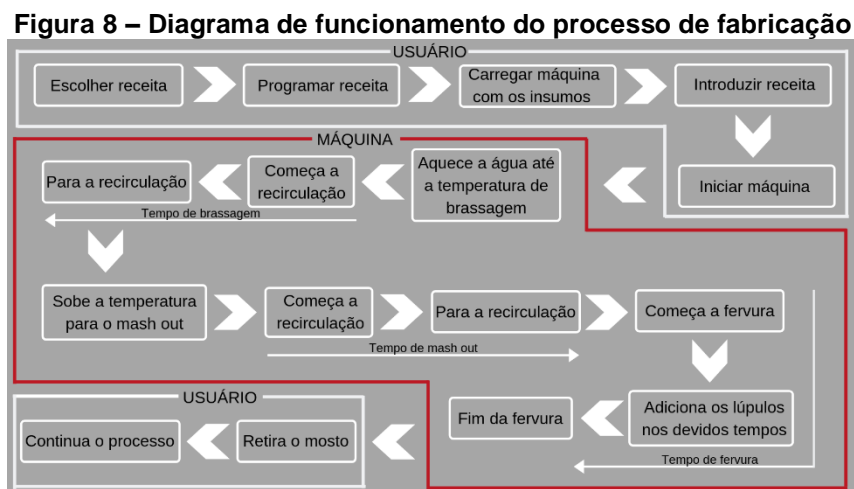 Figura 8 – Diagrama de funcionamento do processo de fabricação
USUÁRIO
Escolher receita
Programar receita
Carregar máquina
com os insumos
Introduzir receita
Iniciar máquina
MÁQUINA
Aquece a água até
a temperatura de
brassagem
Começa a
recirculação
Para a recirculação
Tempo de brassagem
Sobe a temperatura
para o mash out
Começa a
recirculação
Para a recirculação
Tempo de mash out
Começa a fervura
Adiciona os lúpulos
nos devidos tempos
Fim da fervura
Tempo de fervura
USUÁRIO
Retira o mosto
Continua o processo